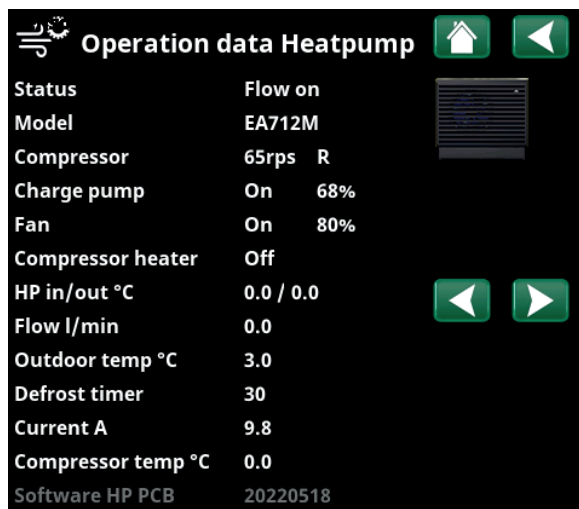 Operation data Heatpump
Status Flow on
Model EA712M
Compressor 65rps R
Charge pump On 68%
Fan On 80%
Compressor heater Off
HP in/out °C 0.0 / 0.0
Flow l/min 0.0
Outdoor temp °C 3.0
Defrost timer 30
Current A 9.8
Compressor temp °C 0.0
Software HP PCB 20220518